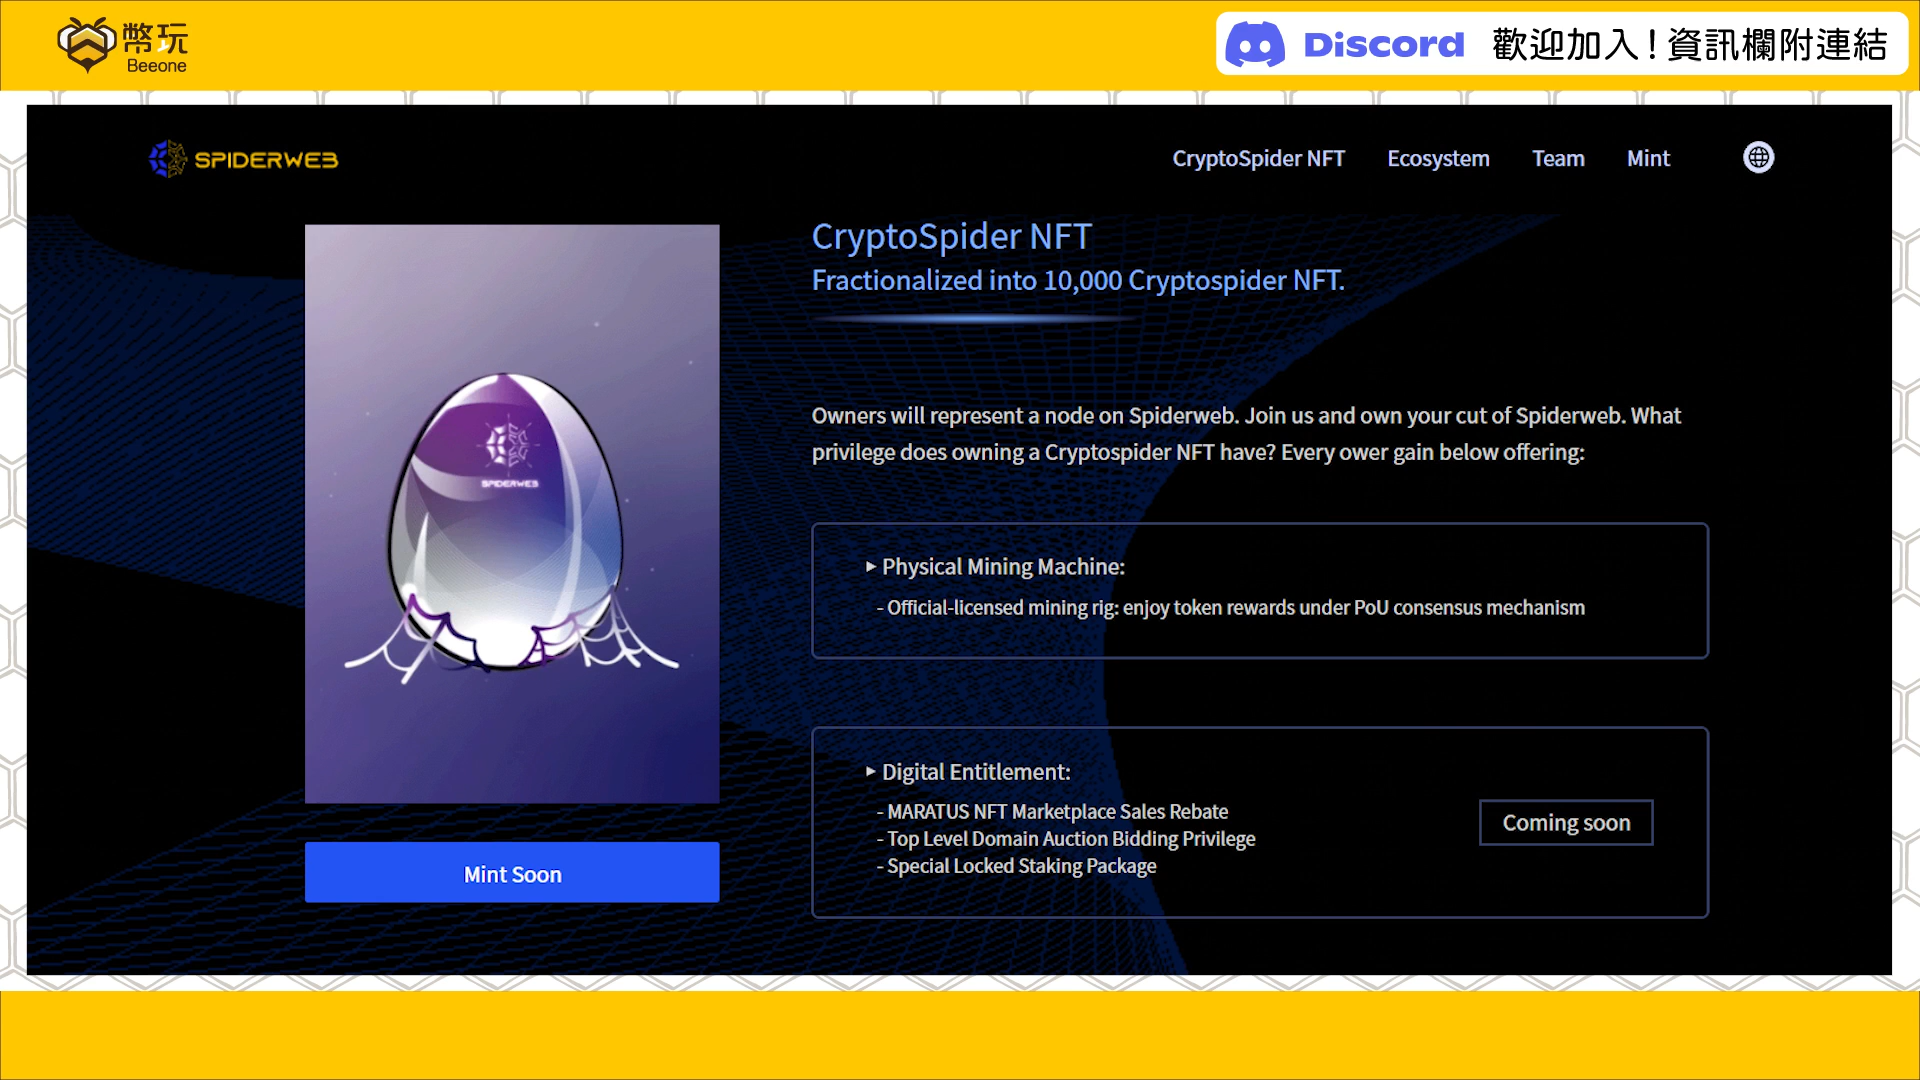 幣玩
Beeone
Discord 歡迎加入！資訊欄附連結
SPIDERWEB
CryptoSpider NFT
Ecosystem
Team
Mint
CryptoSpider NFT
Fractionalized into 10,000 Cryptospider NFT.
SPIDERWEB
Owners will represent a node on Spiderweb. Join us and own your cut of Spiderweb. What
privilege does owning a Cryptospider NFT have? Every ower gain below offering:
▸ Physical Mining Machine:
- Official-licensed mining rig: enjoy token rewards under PoU consensus mechanism
▸ Digital Entitlement:
- MARATUS NFT Marketplace Sales Rebate
- Top Level Domain Auction Bidding Privilege
- Special Locked Staking Package
Coming soon
Mint Soon